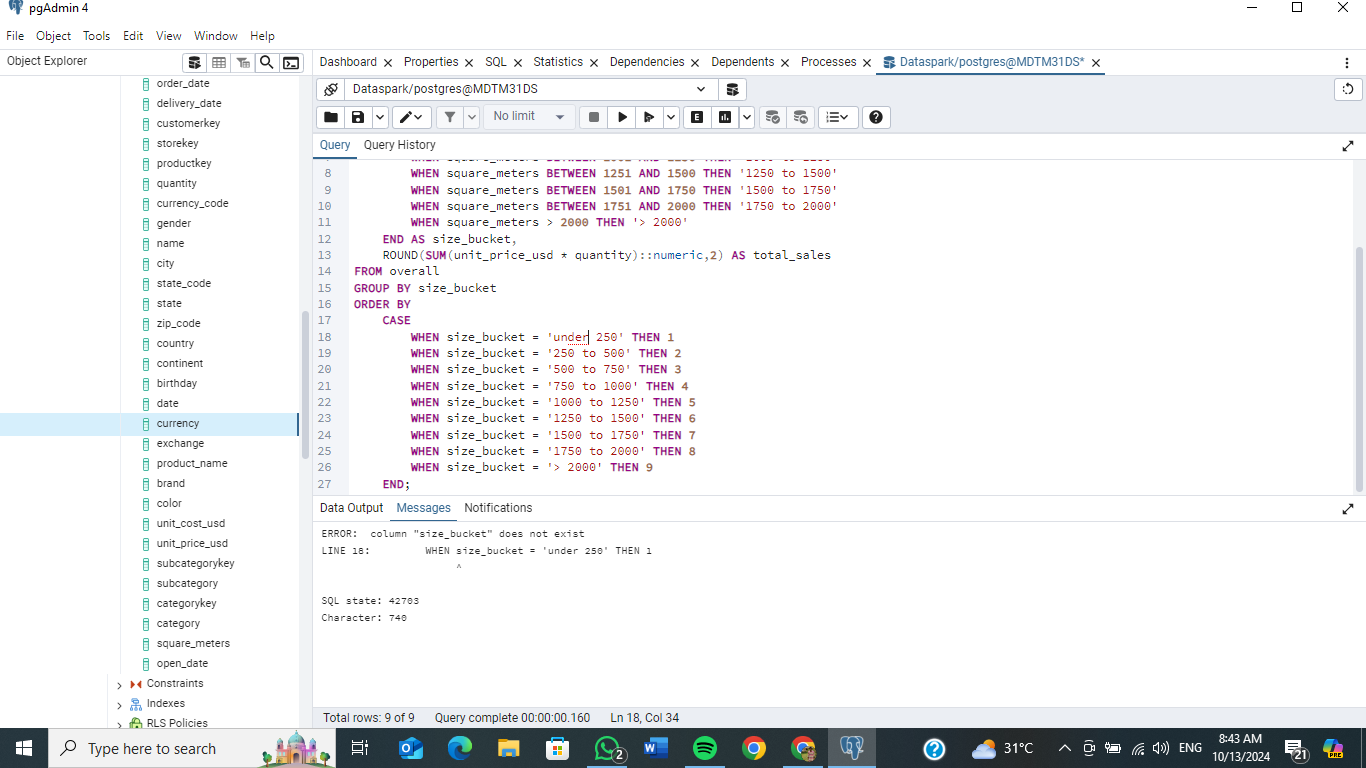 pgAdmin 4
File Object Tools Edit View Window Help
Object Explorer
Dashboard Properties SQL Statistics Dependencies Dependents Processes Dataspark/postgres@MDTM31DS*
Dataspark/postgres@MDTM31DS
No limit
Query Query History
order_date
delivery_date
customerkey
storekey
productkey
quantity
currency_code
gender
name
city
state_code
state
zip_code
country
continent
birthday
date
currency
exchange
product_name
brand
color
unit_cost_usd
unit_price_usd
subcategorykey
subcategory
categorykey
category
square_meters
open_date
Constraints
Indexes
RLS Policies
8 WHEN square_meters BETWEEN 1251 AND 1500 THEN '1250 to 1500'
9 WHEN square_meters BETWEEN 1501 AND 1750 THEN '1500 to 1750'
10 WHEN square_meters BETWEEN 1751 AND 2000 THEN '1750 to 2000'
11 WHEN square_meters > 2000 THEN '> 2000'
12 END AS size_bucket,
13 ROUND(SUM(unit_price_usd * quantity)::numeric,2) AS total_sales
14 FROM overall
15 GROUP BY size_bucket
16 ORDER BY
17 CASE
18 WHEN size_bucket = 'under 250' THEN 1
19 WHEN size_bucket = '250 to 500' THEN 2
20 WHEN size_bucket = '500 to 750' THEN 3
21 WHEN size_bucket = '750 to 1000' THEN 4
22 WHEN size_bucket = '1000 to 1250' THEN 5
23 WHEN size_bucket = '1250 to 1500' THEN 6
24 WHEN size_bucket = '1500 to 1750' THEN 7
25 WHEN size_bucket = '1750 to 2000' THEN 8
26 WHEN size_bucket = '> 2000' THEN 9
27 END;
Data Output Messages Notifications
ERROR: column "size_bucket" does not exist
LINE 18: WHEN size_bucket = 'under 250' THEN 1
^
SQL state: 42703
Character: 740
Total rows: 9 of 9 Query complete 00:00:00.160 Ln 18, Col 34
Type here to search
2
31°C
ENG
8:43 AM
10/13/2024
21
PRE